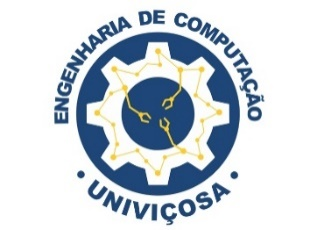 ENGENHARIA DE COMPUTAÇÃO
• UNIVIÇOSA •